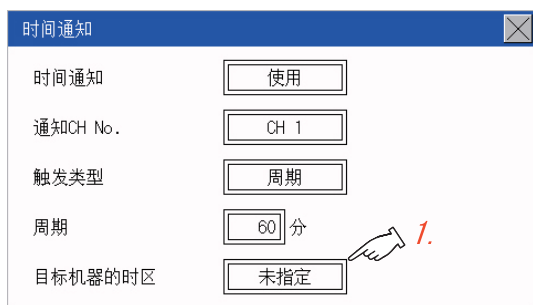 时间通知
时间通知 使用
通知CH No. CH 1
触发类型 周期
周期 60 分
1.
目标机器的时区 未指定